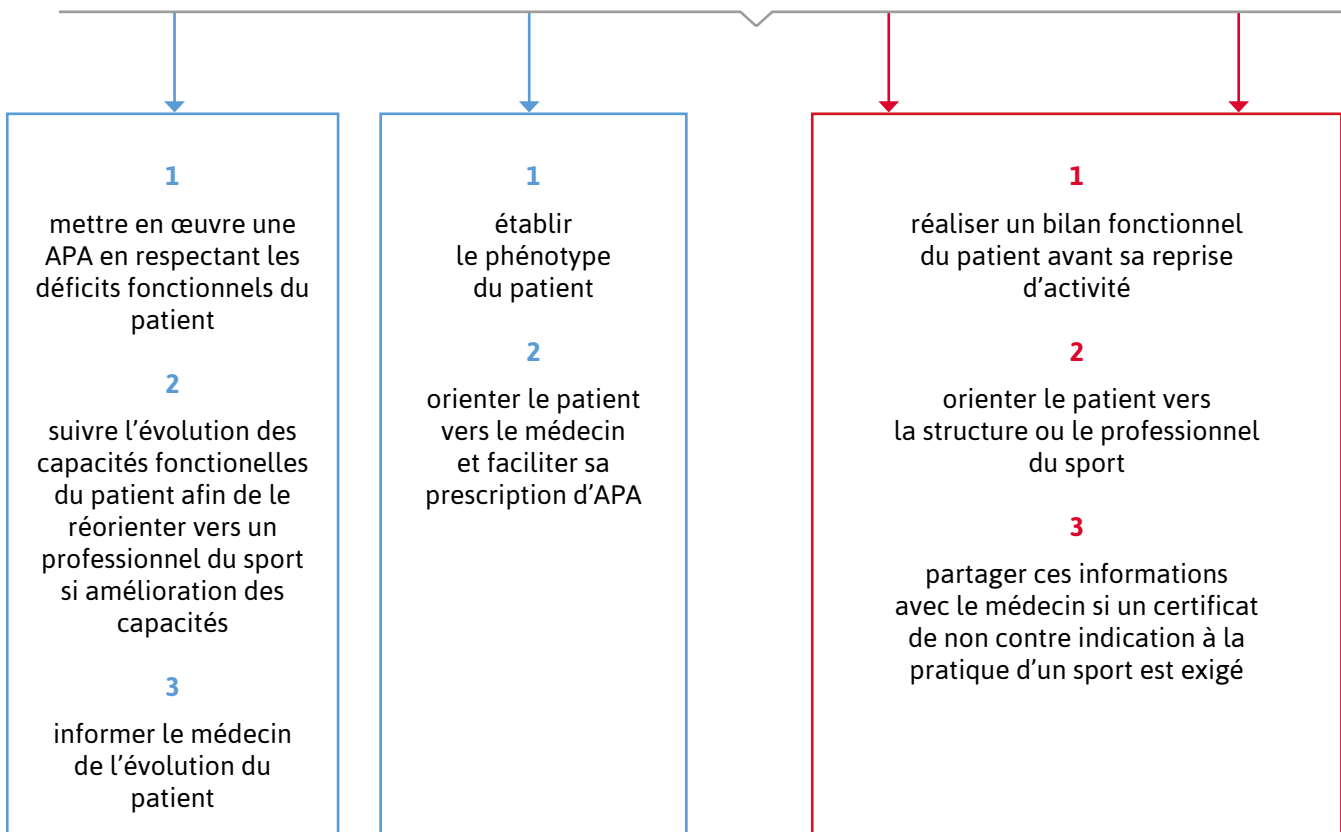 1
mettre en œuvre une
APA en respectant les
déficits fonctionnels du
patient
2
suivre l’évolution des
capacités fonctionelles
du patient afin de le
réorienter vers un
professionnel du sport
si amélioration des
capacités
3
informer le médecin
de l’évolution du
patient
1
établir
le phénotype
du patient
2
orienter le patient
vers le médecin
et faciliter sa
prescription d’APA
1
réaliser un bilan fonctionnel
du patient avant sa reprise
d’activité
2
orienter le patient vers
la structure ou le professionnel
du sport
3
partager ces informations
avec le médecin si un certificat
de non contre indication à la
pratique d’un sport est exigé